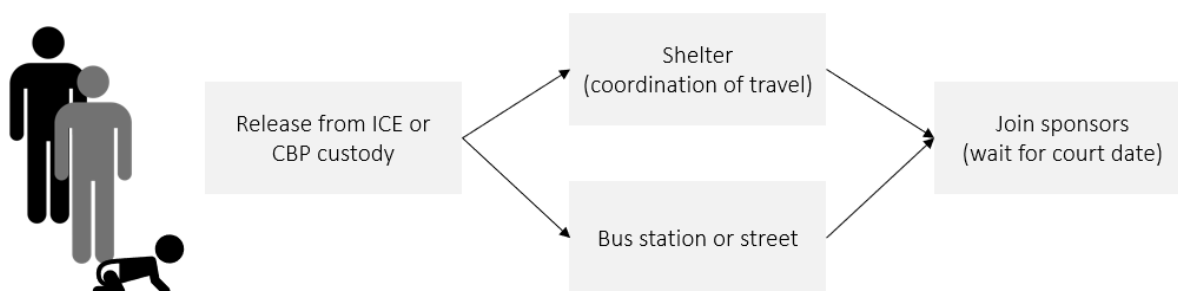 Release from ICE or
CBP custody
Shelter
(coordination of travel)
Bus station or street
Join sponsors
(wait for court date)